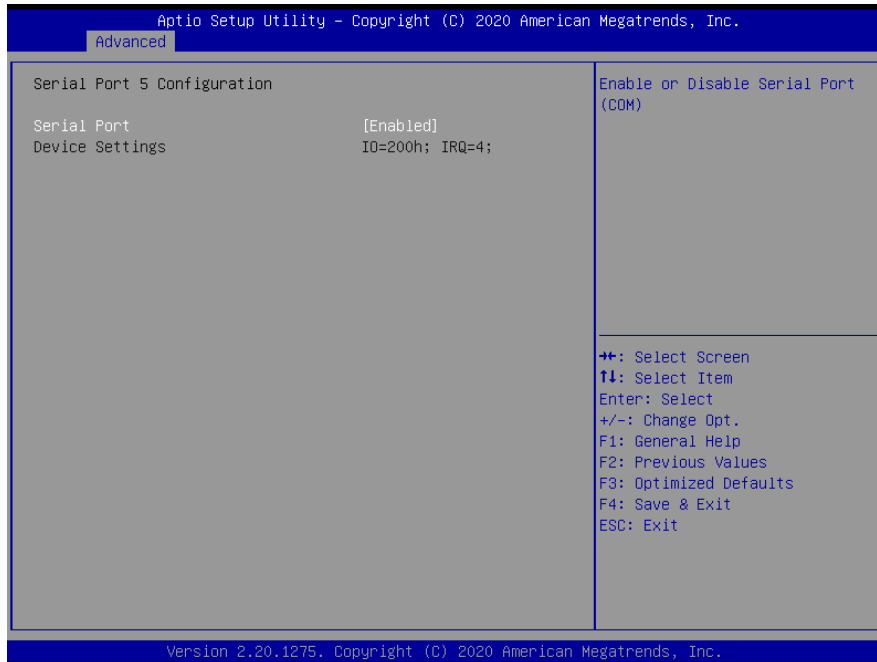 Aptio Setup Utility – Copyright (C) 2020 American Megatrends, Inc.
Advanced
Serial Port 5 Configuration
Serial Port [Enabled]
Device Settings IO=200h; IRQ=4;
Enable or Disable Serial Port
(COM)
→←: Select Screen
↑↓: Select Item
Enter: Select
+/-: Change Opt.
F1: General Help
F2: Previous Values
F3: Optimized Defaults
F4: Save & Exit
ESC: Exit
Version 2.20.1275. Copyright (C) 2020 American Megatrends, Inc.